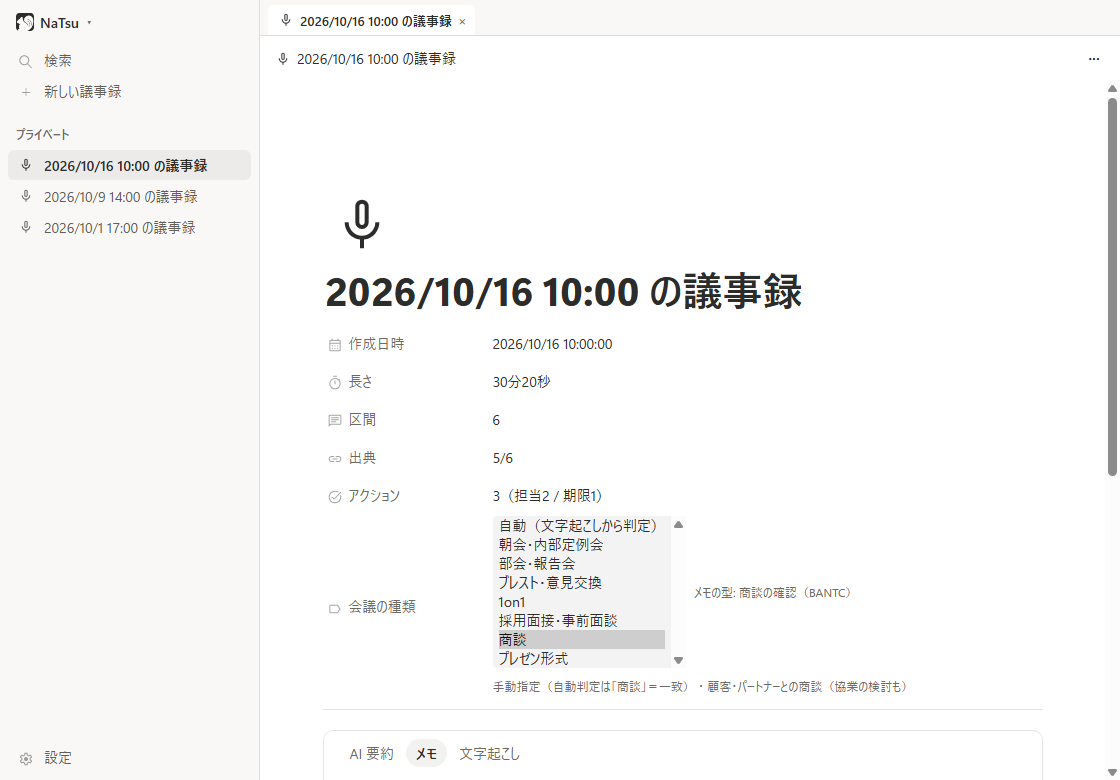 NaTsu
検索
新しい議事録
プライベート
2026/10/16 10:00 の議事録
2026/10/9 14:00 の議事録
2026/10/1 17:00 の議事録
設定
2026/10/16 10:00 の議事録 ×
2026/10/16 10:00 の議事録
2026/10/16 10:00 の議事録
作成日時 2026/10/16 10:00:00
長さ 30分20秒
区間 6
出典 5/6
アクション 3（担当2 / 期限1）
会議の種類
自動（文字起こしから判定）
朝会・内部定例会
部会・報告会
ブレスト・意見交換
1on1
採用面接・事前面談
商談
プレゼン形式
メモの型: 商談の確認（BANTC）
手動指定（自動判定は「商談」＝一致）・顧客・パートナーとの商談（協業の検討も）
AI 要約 メモ 文字起こし